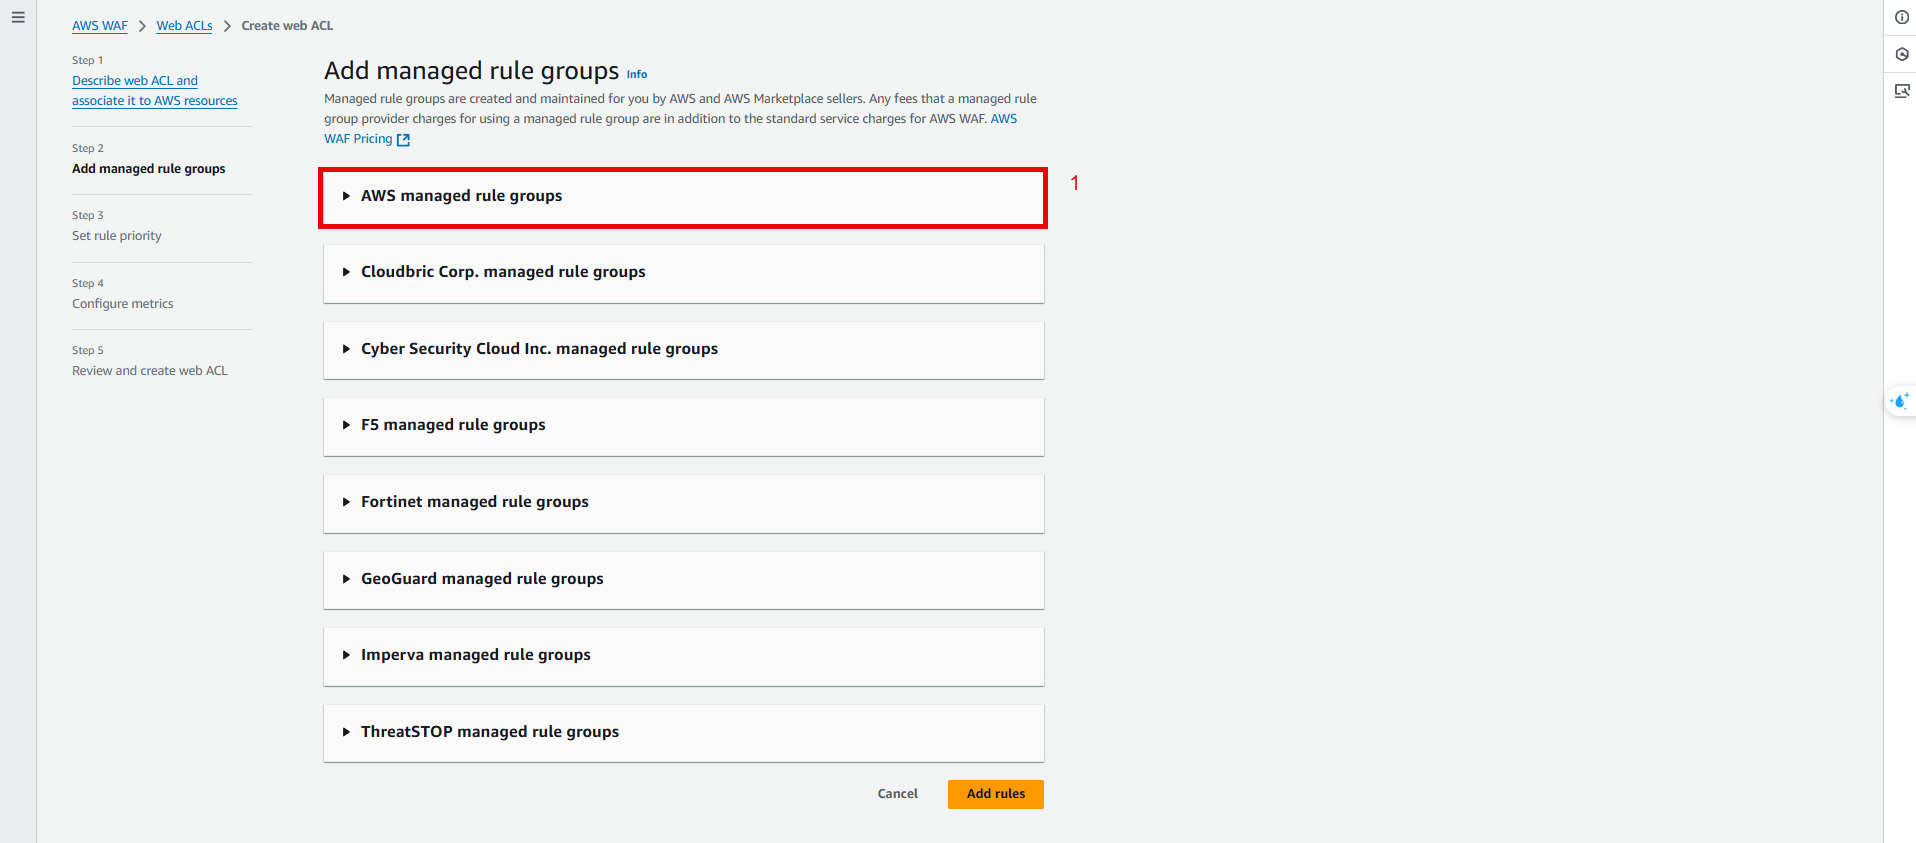 AWS WAF > Web ACLs > Create web ACL
Step 1
Describe web ACL and
associate it to AWS resources
Step 2
Add managed rule groups
Step 3
Set rule priority
Step 4
Configure metrics
Step 5
Review and create web ACL
Add managed rule groups Info
Managed rule groups are created and maintained for you by AWS and AWS Marketplace sellers. Any fees that a managed rule
group provider charges for using a managed rule group are in addition to the standard service charges for AWS WAF. AWS
WAF Pricing
AWS managed rule groups
1
Cloudbric Corp. managed rule groups
Cyber Security Cloud Inc. managed rule groups
F5 managed rule groups
Fortinet managed rule groups
GeoGuard managed rule groups
Imperva managed rule groups
ThreatSTOP managed rule groups
Cancel
Add rules